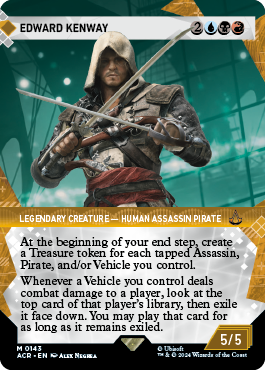 EDWARD KENWAY 2
LEGENDARY CREATURE — HUMAN ASSASSIN PIRATE
At the beginning of your end step, create
a Treasure token for each tapped Assassin,
Pirate, and/or Vehicle you control.
Whenever a Vehicle you control deals
combat damage to a player, look at the
top card of that player's library, then exile
it face down. You may play that card for
as long as it remains exiled.
5/5
M 0143
ACR • EN Alex Negrea
© Ubisoft
™ & © 2024 Wizards of the Coast